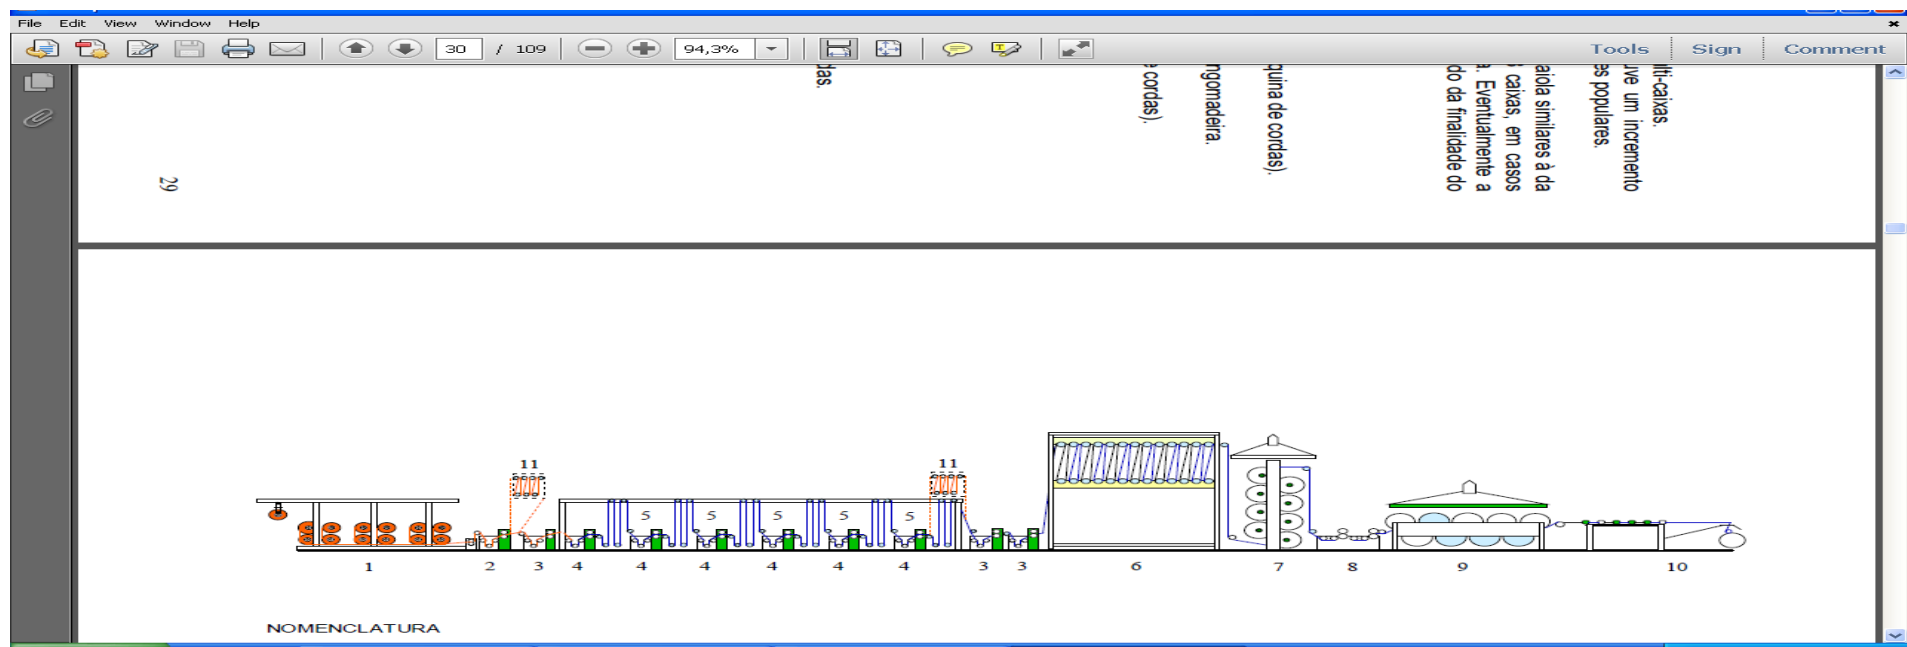 File Edit View Window Help
30 / 109 94,3% Tools Sign Comment
lti-caixas.
uve um incremento
es populares.
aiola similares à da
caixas, em casos
a. Eventualmente a
do da finalidade do
quina de cordas).
ngomadeira.
e cordas).
das.
29
11 11
5 5 5 5 5
1 2 3 4 4 4 4 4 4 3 3 6 7 8 9 10
NOMENCLATURA